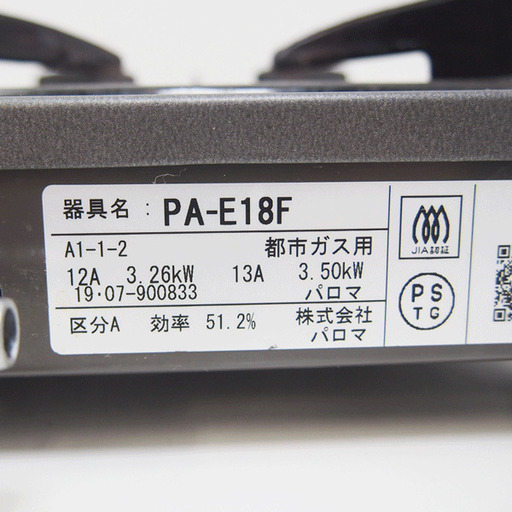 器具名 : PA-E18F
A1-1-2 都市ガス用
12A 3.26kW 13A 3.50kW
19·07-900833 パロマ
区分A 効率 51.2% 株式会社
パロマ
JIA認証
PS
TG